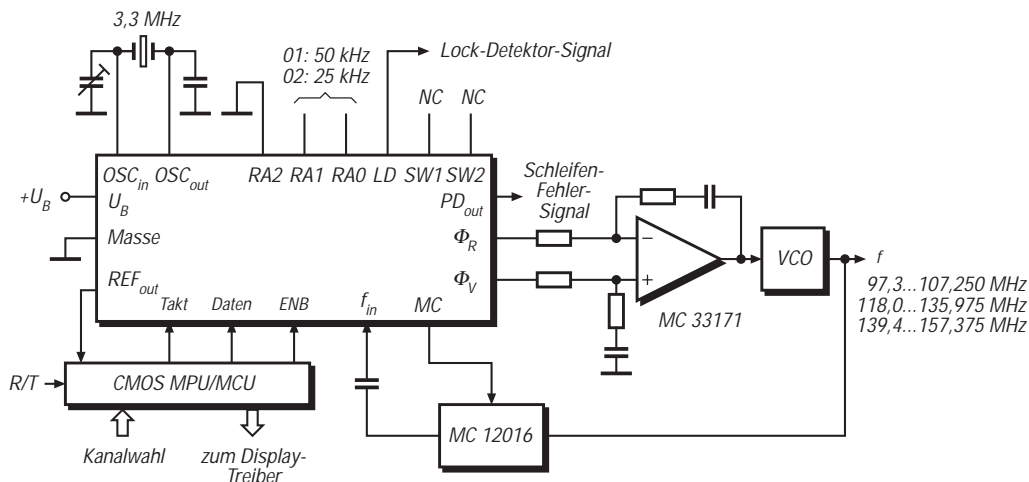 3,3 MHz
01: 50 kHz
02: 25 kHz
Lock-Detektor-Signal
NC
NC
OSCin
OSCout
RA2
RA1
RA0
LD
SW1
SW2
+UB
UB
PDout
Schleifen-
Fehler-
Signal
Masse
ΦR
REFout
ΦV
Takt
Daten
ENB
fin
MC
−
+
MC 33171
VCO
f
97,3...107,250 MHz
118,0...135,975 MHz
139,4...157,375 MHz
R/T
CMOS MPU/MCU
MC 12016
Kanalwahl
zum Display-
Treiber